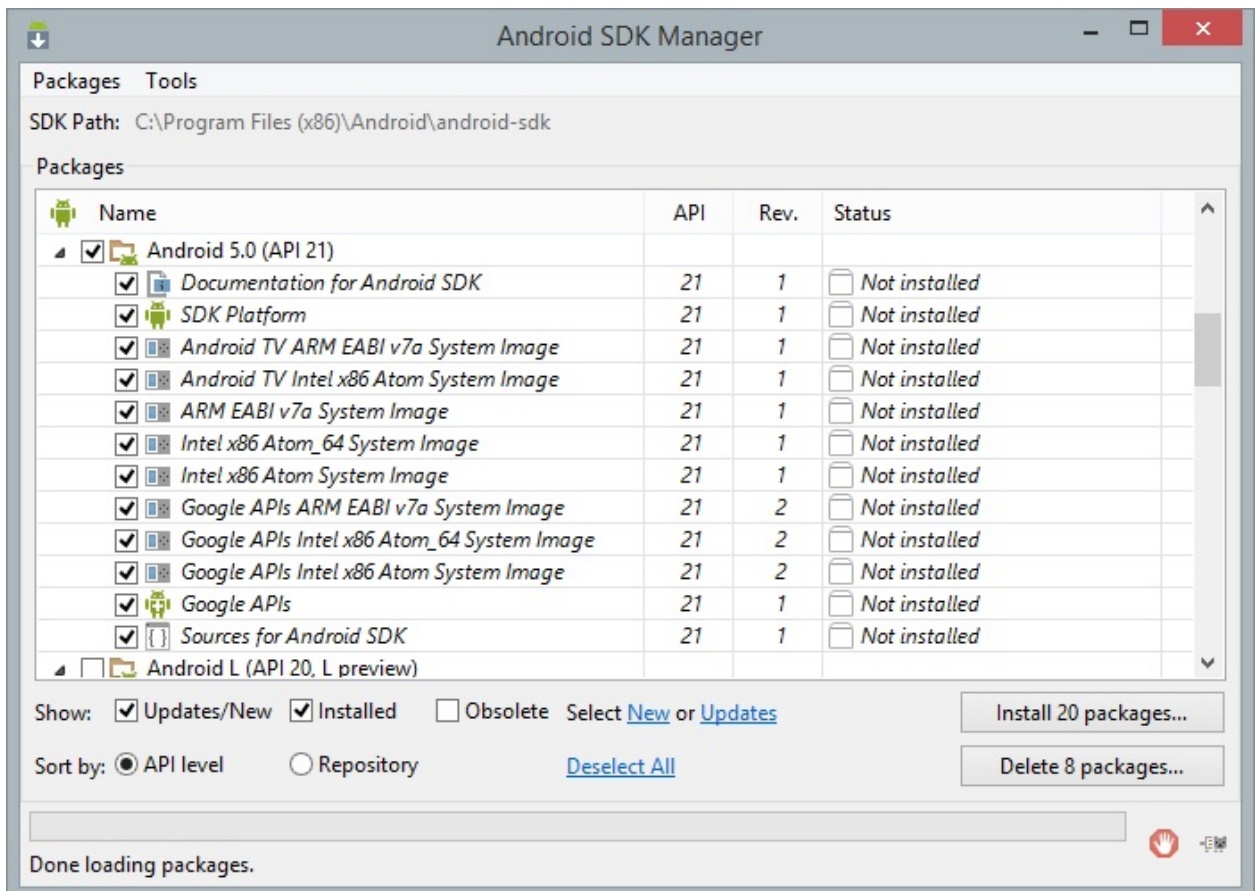 Android SDK Manager
Packages Tools
SDK Path: C:\Program Files (x86)\Android\android-sdk
Packages
Name API Rev. Status
Android 5.0 (API 21)
Documentation for Android SDK 21 1 Not installed
SDK Platform 21 1 Not installed
Android TV ARM EABI v7a System Image 21 1 Not installed
Android TV Intel x86 Atom System Image 21 1 Not installed
ARM EABI v7a System Image 21 1 Not installed
Intel x86 Atom_64 System Image 21 1 Not installed
Intel x86 Atom System Image 21 1 Not installed
Google APIs ARM EABI v7a System Image 21 2 Not installed
Google APIs Intel x86 Atom_64 System Image 21 2 Not installed
Google APIs Intel x86 Atom System Image 21 2 Not installed
Google APIs 21 1 Not installed
Sources for Android SDK 21 1 Not installed
Android L (API 20, L preview)
Show: Updates/New Installed Obsolete Select New or Updates Install 20 packages...
Sort by: API level Repository Deselect All Delete 8 packages...
Done loading packages.